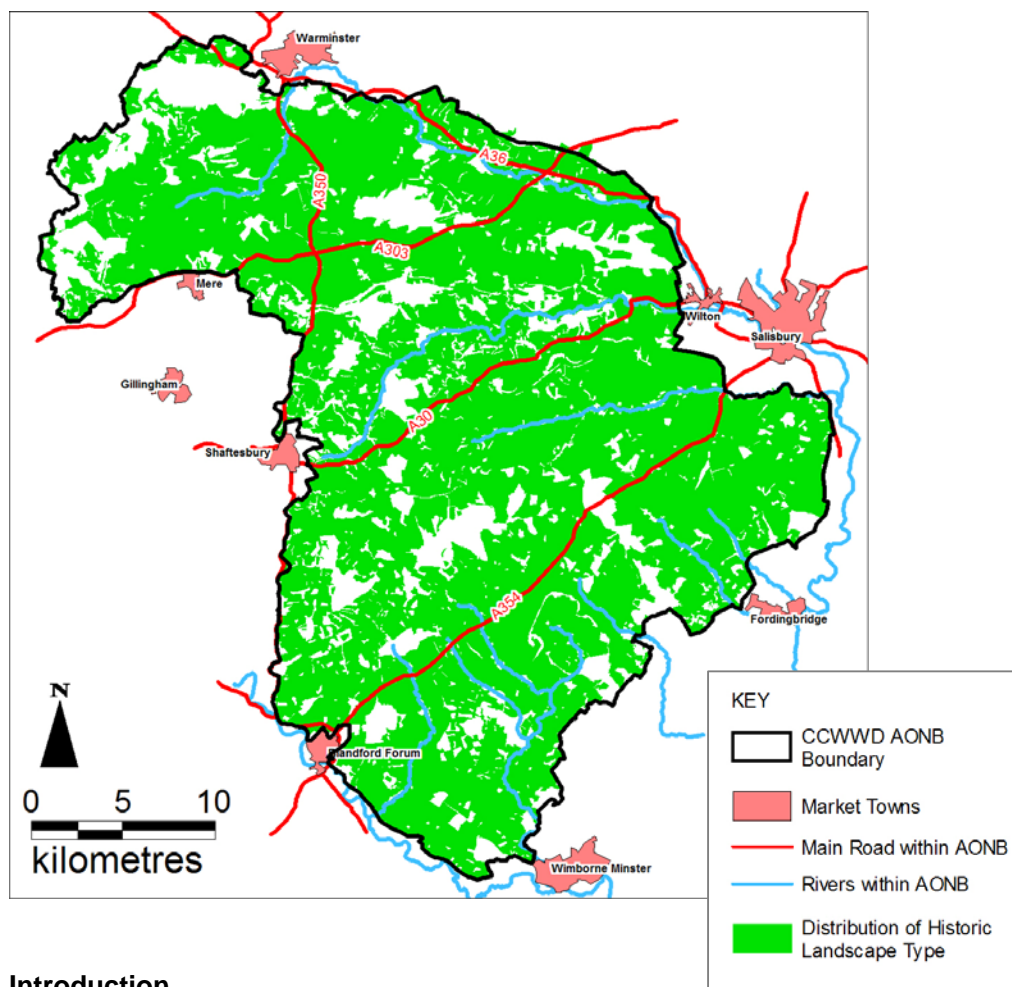 Warminster
A36
A350
A303
Mere
Wilton
Salisbury
Gillingham
A30
Shaftesbury
A354
Fordingbridge
N
Blandford Forum
0 5 10
kilometres
Wimborne Minster
KEY
CCWWD AONB
Boundary
Market Towns
Main Road within AONB
Rivers within AONB
Distribution of Historic
Landscape Type
Introduction